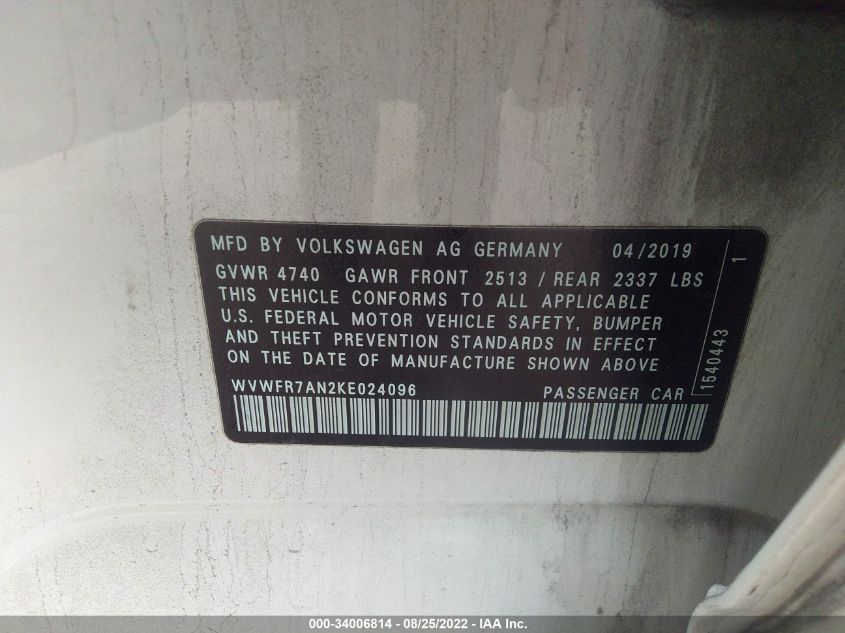 MFD BY VOLKSWAGEN AG GERMANY 04/2019
GVWR 4740 GAWR FRONT 2513 / REAR 2337 LBS
THIS VEHICLE CONFORMS TO ALL APPLICABLE
U.S. FEDERAL MOTOR VEHICLE SAFETY, BUMPER
AND THEFT PREVENTION STANDARDS IN EFFECT
ON THE DATE OF MANUFACTURE SHOWN ABOVE
WVWFR7AN2KE024096 PASSENGER CAR
1540443 1
000-34006814 - 08/25/2022 - IAA Inc.